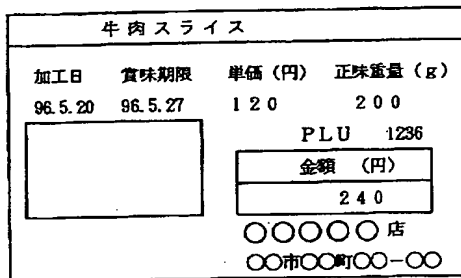 牛肉スライス
加工日 賞味期限 単価(円) 正味重量(g)
96.5.20 96.5.27 120 200
PLU 1236
金額 (円)
240
○○○○○店
○○市○○町○○-○○